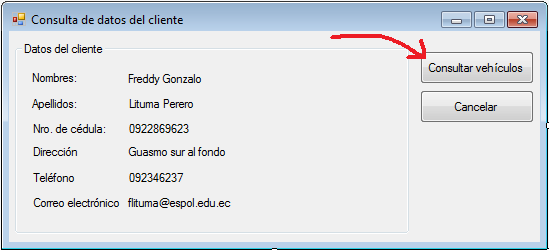 Consulta de datos del cliente
Datos del cliente
Nombres: Freddy Gonzalo
Apellidos: Lituma Perero
Nro. de cédula: 0922869623
Dirección Guasmo sur al fondo
Teléfono 092346237
Correo electrónico flituma@espol.edu.ec
Consultar vehículos
Cancelar